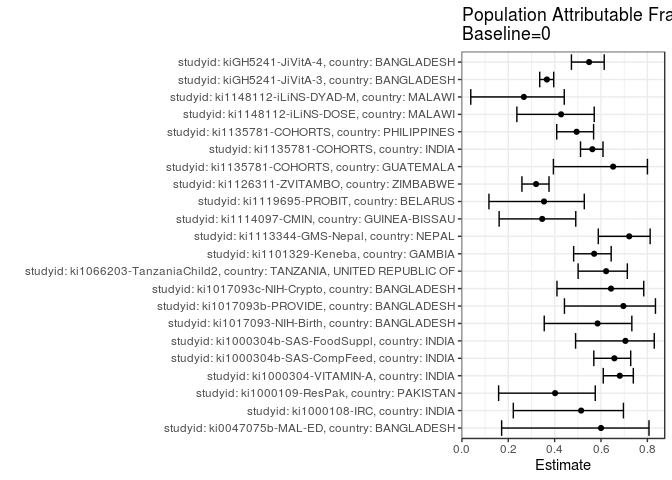 Population Attributable Fra
Baseline=0
studyid: kiGH5241-JiVitA-4, country: BANGLADESH
studyid: kiGH5241-JiVitA-3, country: BANGLADESH
studyid: ki1148112-iLiNS-DYAD-M, country: MALAWI
studyid: ki1148112-iLiNS-DOSE, country: MALAWI
studyid: ki1135781-COHORTS, country: PHILIPPINES
studyid: ki1135781-COHORTS, country: INDIA
studyid: ki1135781-COHORTS, country: GUATEMALA
studyid: ki1126311-ZVITAMBO, country: ZIMBABWE
studyid: ki1119695-PROBIT, country: BELARUS
studyid: ki1114097-CMIN, country: GUINEA-BISSAU
studyid: ki1113344-GMS-Nepal, country: NEPAL
studyid: ki1101329-Keneba, country: GAMBIA
studyid: ki1066203-TanzaniaChild2, country: TANZANIA, UNITED REPUBLIC OF
studyid: ki1017093c-NIH-Crypto, country: BANGLADESH
studyid: ki1017093b-PROVIDE, country: BANGLADESH
studyid: ki1017093-NIH-Birth, country: BANGLADESH
studyid: ki1000304b-SAS-FoodSuppl, country: INDIA
studyid: ki1000304b-SAS-CompFeed, country: INDIA
studyid: ki1000304-VITAMIN-A, country: INDIA
studyid: ki1000109-ResPak, country: PAKISTAN
studyid: ki1000108-IRC, country: INDIA
studyid: ki0047075b-MAL-ED, country: BANGLADESH
0.0 0.2 0.4 0.6 0.8
Estimate